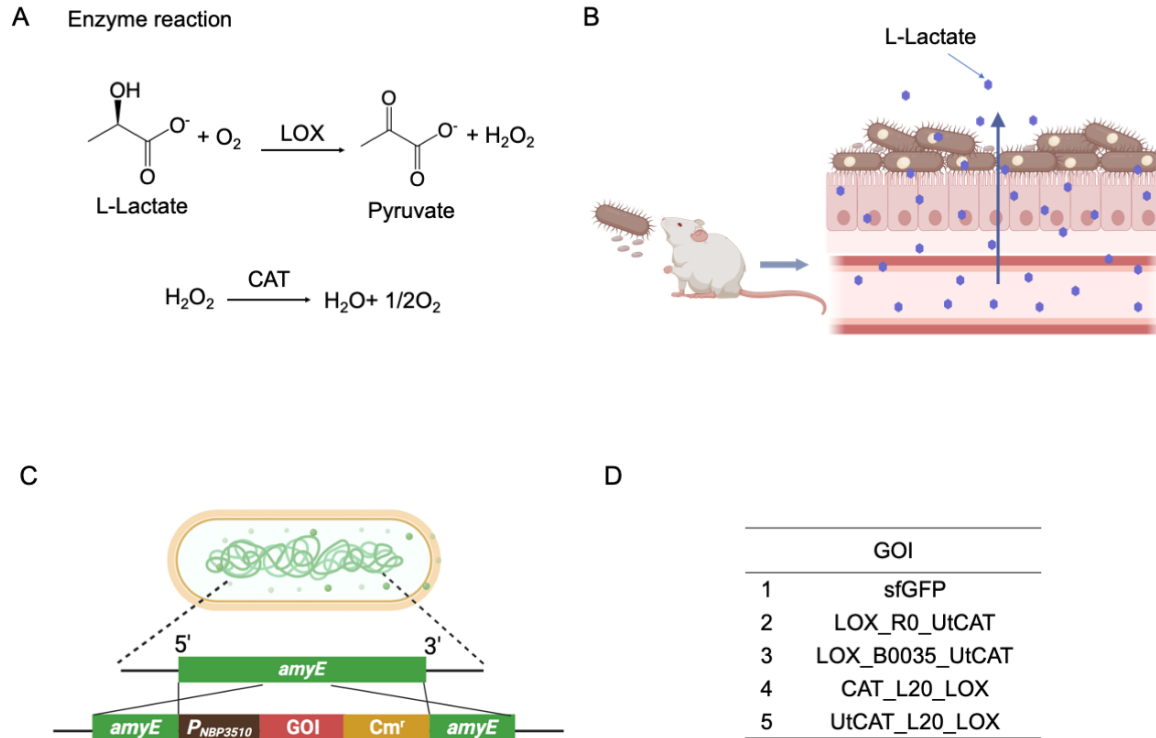 A
Enzyme reaction
OH
O⁻ + O₂
O
L-Lactate
LOX
O
O⁻ + H₂O₂
O
Pyruvate
H₂O₂
CAT
H₂O+ 1/2O₂
B
L-Lactate
C
5'
3'
amyE
amyE
P_NBP3510
GOI
Cmʳ
amyE
D
GOI
1 sfGFP
2 LOX_R0_UtCAT
3 LOX_B0035_UtCAT
4 CAT_L20_LOX
5 UtCAT_L20_LOX